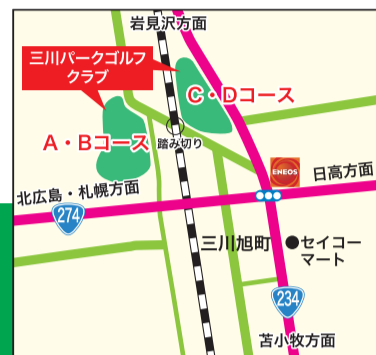 岩見沢方面
三川パークゴルフ
クラブ
C・Dコース
A・Bコース
踏み切り
ENEOS
日高方面
北広島・札幌方面
274
三川旭町
セイコー
マート
234
苫小牧方面